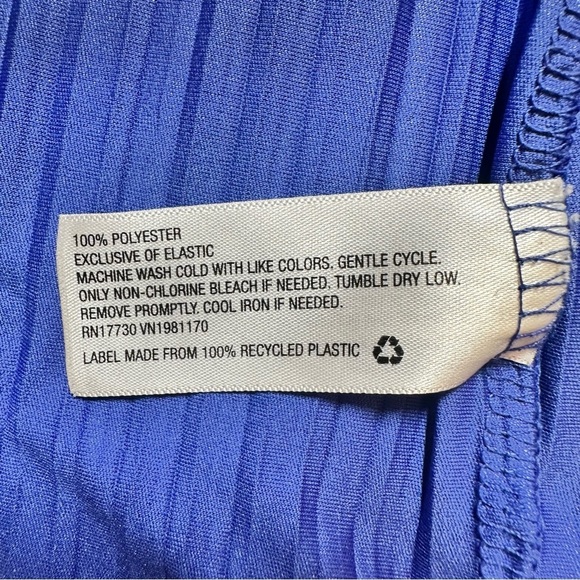 100% POLYESTER
EXCLUSIVE OF ELASTIC
MACHINE WASH COLD WITH LIKE COLORS. GENTLE CYCLE.
ONLY NON-CHLORINE BLEACH IF NEEDED. TUMBLE DRY LOW.
REMOVE PROMPTLY. COOL IRON IF NEEDED.
RN17730 VN1981170
LABEL MADE FROM 100% RECYCLED PLASTIC